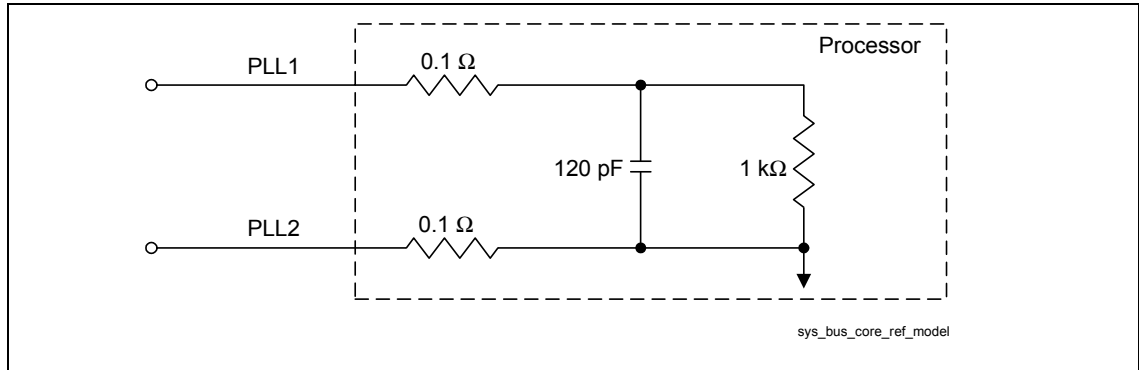 Processor
PLL1
0.1 Ω
120 pF
1 kΩ
PLL2
0.1 Ω
sys_bus_core_ref_model